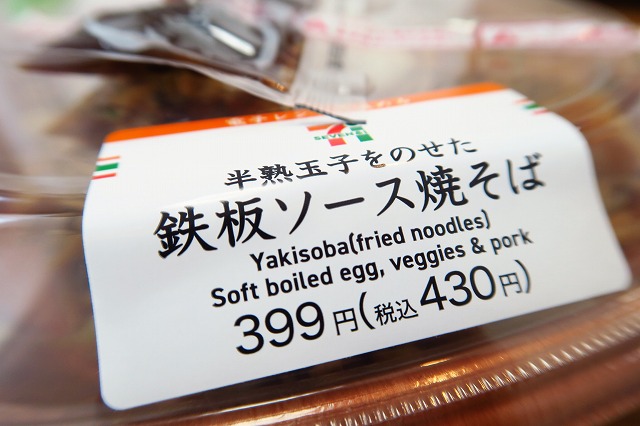 SEVEN
半熟玉子をのせた
鉄板ソース焼そば
Yakisoba(fried noodles)
Soft boiled egg, veggies & pork
399円(税込430円)